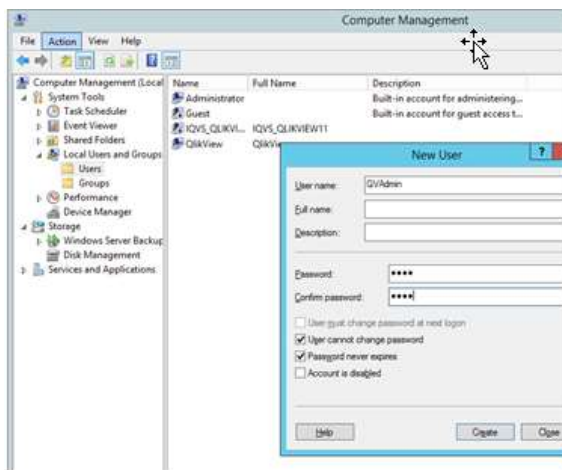 Computer Management
File Action View Help
Computer Management (Local
System Tools
Task Scheduler
Event Viewer
Shared Folders
Local Users and Groups
Users
Groups
Performance
Device Manager
Storage
Windows Server Backup
Disk Management
Services and Applications
Name Full Name Description
Administrator Built-in account for administering...
Guest Built-in account for guest access t...
IQVS_QLIKVI... IQVS_QLIKVIEW11
QlikView QlikVie
New User
?
User name: QVAdmin
Full name:
Description:
Password: ••••
Confirm password: ••••
User must change password at next logon
User cannot change password
Password never expires
Account is disabled
Help Create Close